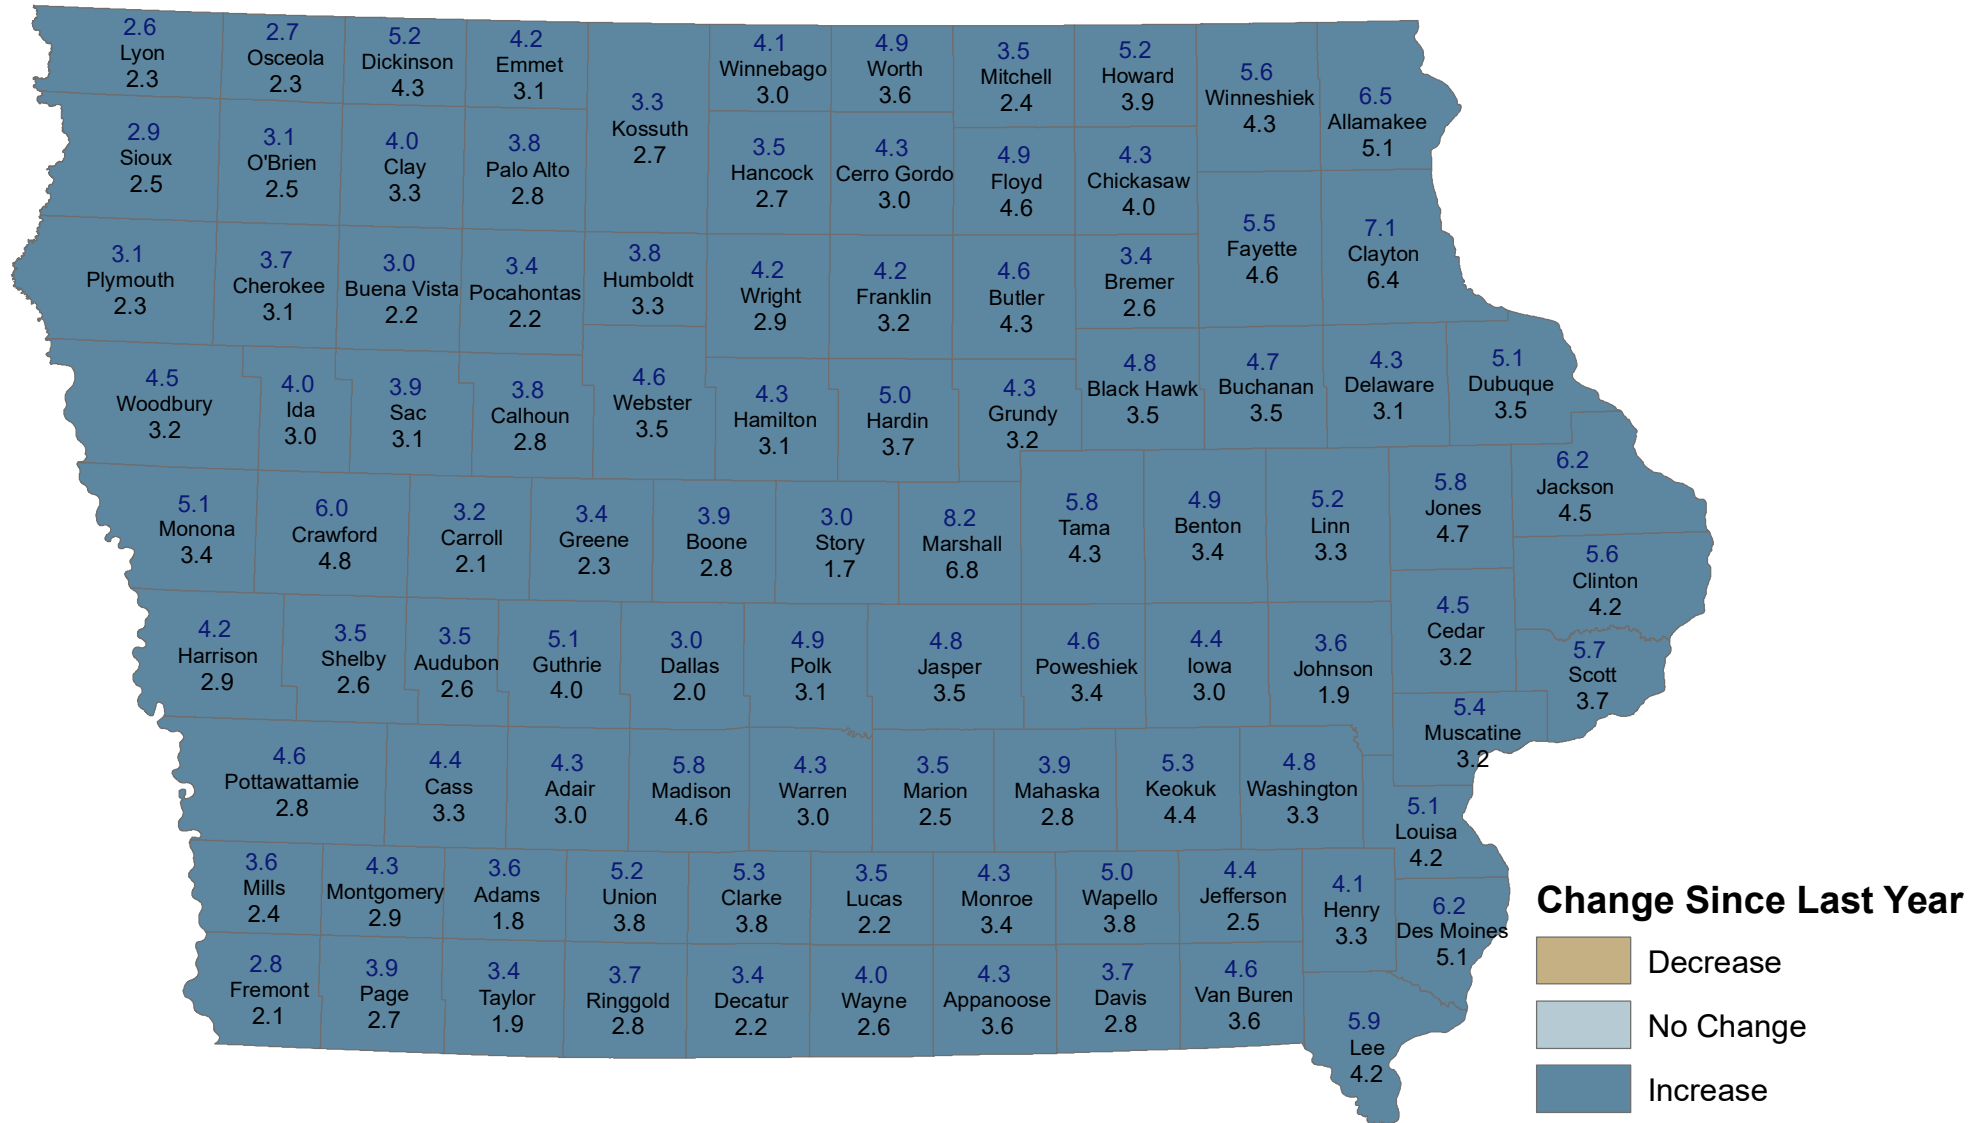 2.6
Lyon
2.3
2.7
Osceola
2.3
5.2
Dickinson
4.3
4.2
Emmet
3.1
3.3
Kossuth
2.7
4.1
Winnebago
3.0
4.9
Worth
3.6
3.5
Mitchell
2.4
5.2
Howard
3.9
5.6
Winneshiek
4.3
6.5
Allamakee
5.1
2.9
Sioux
2.5
3.1
O'Brien
2.5
4.0
Clay
3.3
3.8
Palo Alto
2.8
3.5
Hancock
2.7
4.3
Cerro Gordo
3.0
4.9
Floyd
4.6
4.3
Chickasaw
4.0
3.1
Plymouth
2.3
3.7
Cherokee
3.1
3.0
Buena Vista
2.2
3.4
Pocahontas
2.2
3.8
Humboldt
3.3
4.2
Wright
2.9
4.2
Franklin
3.2
4.6
Butler
4.3
3.4
Bremer
2.6
5.5
Fayette
4.6
7.1
Clayton
6.4
4.5
Woodbury
3.2
4.0
Ida
3.0
3.9
Sac
3.1
3.8
Calhoun
2.8
4.6
Webster
3.5
4.3
Hamilton
3.1
5.0
Hardin
3.7
4.3
Grundy
3.2
4.8
Black Hawk
3.5
4.7
Buchanan
3.5
4.3
Delaware
3.1
5.1
Dubuque
3.5
5.1
Monona
3.4
6.0
Crawford
4.8
3.2
Carroll
2.1
3.4
Greene
2.3
3.9
Boone
2.8
3.0
Story
1.7
8.2
Marshall
6.8
5.8
Tama
4.3
4.9
Benton
3.4
5.2
Linn
3.3
5.8
Jones
4.7
6.2
Jackson
4.5
5.6
Clinton
4.2
4.2
Harrison
2.9
3.5
Shelby
2.6
3.5
Audubon
2.6
5.1
Guthrie
4.0
3.0
Dallas
2.0
4.9
Polk
3.1
4.8
Jasper
3.5
4.6
Poweshiek
3.4
4.4
Iowa
3.0
3.6
Johnson
1.9
4.5
Cedar
3.2
5.7
Scott
3.7
5.4
Muscatine
3.2
4.6
Pottawattamie
2.8
4.4
Cass
3.3
4.3
Adair
3.0
5.8
Madison
4.6
4.3
Warren
3.0
3.5
Marion
2.5
3.9
Mahaska
2.8
5.3
Keokuk
4.4
4.8
Washington
3.3
5.1
Louisa
4.2
3.6
Mills
2.4
4.3
Montgomery
2.9
3.6
Adams
1.8
5.2
Union
3.8
5.3
Clarke
3.8
3.5
Lucas
2.2
4.3
Monroe
3.4
5.0
Wapello
3.8
4.4
Jefferson
2.5
4.1
Henry
3.3
6.2
Des Moines
5.1
2.8
Fremont
2.1
3.9
Page
2.7
3.4
Taylor
1.9
3.7
Ringgold
2.8
3.4
Decatur
2.2
4.0
Wayne
2.6
4.3
Appanoose
3.6
3.7
Davis
2.8
4.6
Van Buren
3.6
5.9
Lee
4.2
Change Since Last Year
Decrease
No Change
Increase